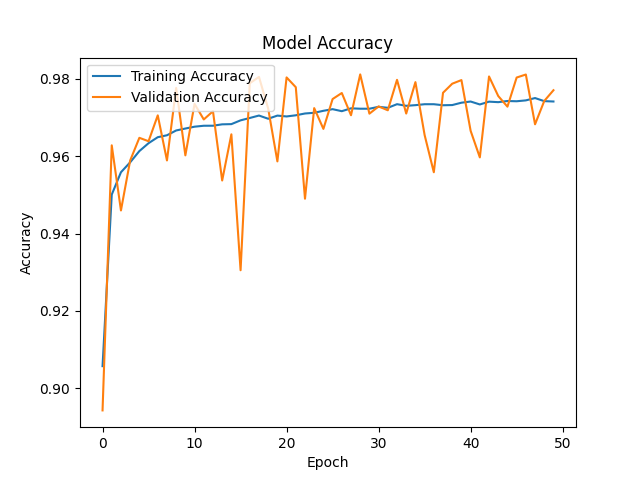 Model Accuracy
Training Accuracy
Validation Accuracy
0.98
0.96
0.94
0.92
0.90
Accuracy
0 10 20 30 40 50
Epoch